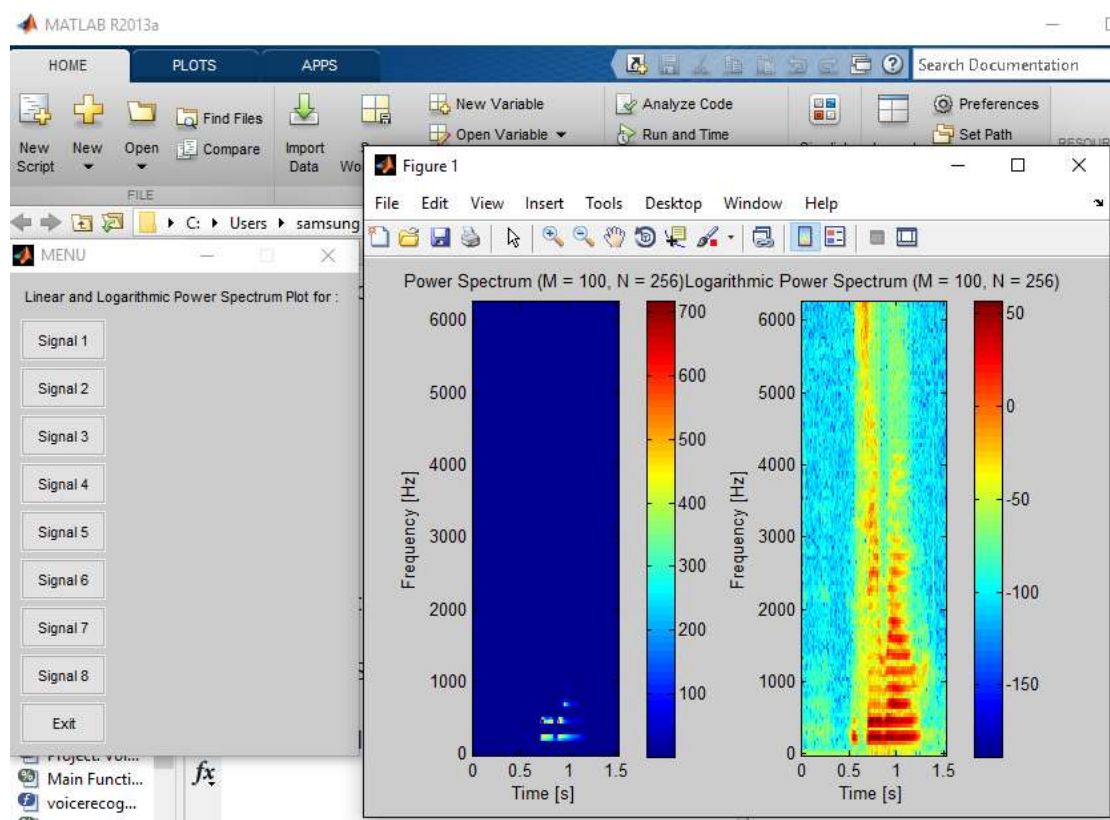 MATLAB R2013a
HOME
PLOTS
APPS
Search Documentation
New Script
New
Open
Find Files
Compare
Import Data
New Variable
Open Variable
Analyze Code
Run and Time
Preferences
Set Path
FILE
C: Users samsung
MENU
Linear and Logarithmic Power Spectrum Plot for :
Signal 1
Signal 2
Signal 3
Signal 4
Signal 5
Signal 6
Signal 7
Signal 8
Exit
Main Functi...
voicerecog...
fx
Figure 1
File Edit View Insert Tools Desktop Window Help
Power Spectrum (M = 100, N = 256)
6000
5000
4000
3000
2000
1000
0
Frequency [Hz]
0 0.5 1 1.5
Time [s]
700
600
500
400
300
200
100
Logarithmic Power Spectrum (M = 100, N = 256)
6000
5000
4000
3000
2000
1000
0
Frequency [Hz]
0 0.5 1 1.5
Time [s]
50
0
-50
-100
-150